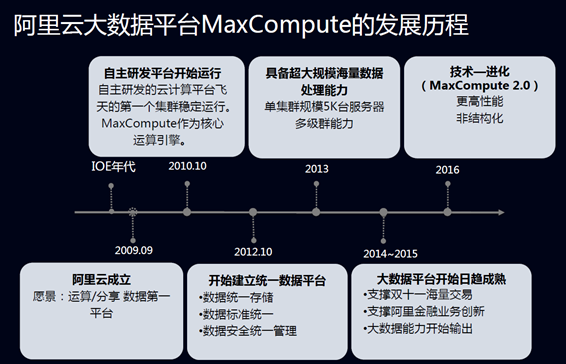 阿里云大数据平台MaxCompute的发展历程
自主研发平台开始运行
自主研发的云计算平台飞
天的第一个集群稳定运行。
MaxCompute作为核心
运算引擎。
具备超大规模海量数据
处理能力
单集群规模5K台服务器
多级群能力
技术—进化
（MaxCompute 2.0）
更高性能
非结构化
IOE年代
2010.10
2013
2016
2009.09
2012.10
2014~2015
阿里云成立
愿景：运算/分享 数据第一
平台
开始建立统一数据平台
•数据统一存储
•数据标准统一
•数据安全统一管理
大数据平台开始日趋成熟
•支撑双十一海量交易
•支撑阿里金融业务创新
•大数据能力开始输出